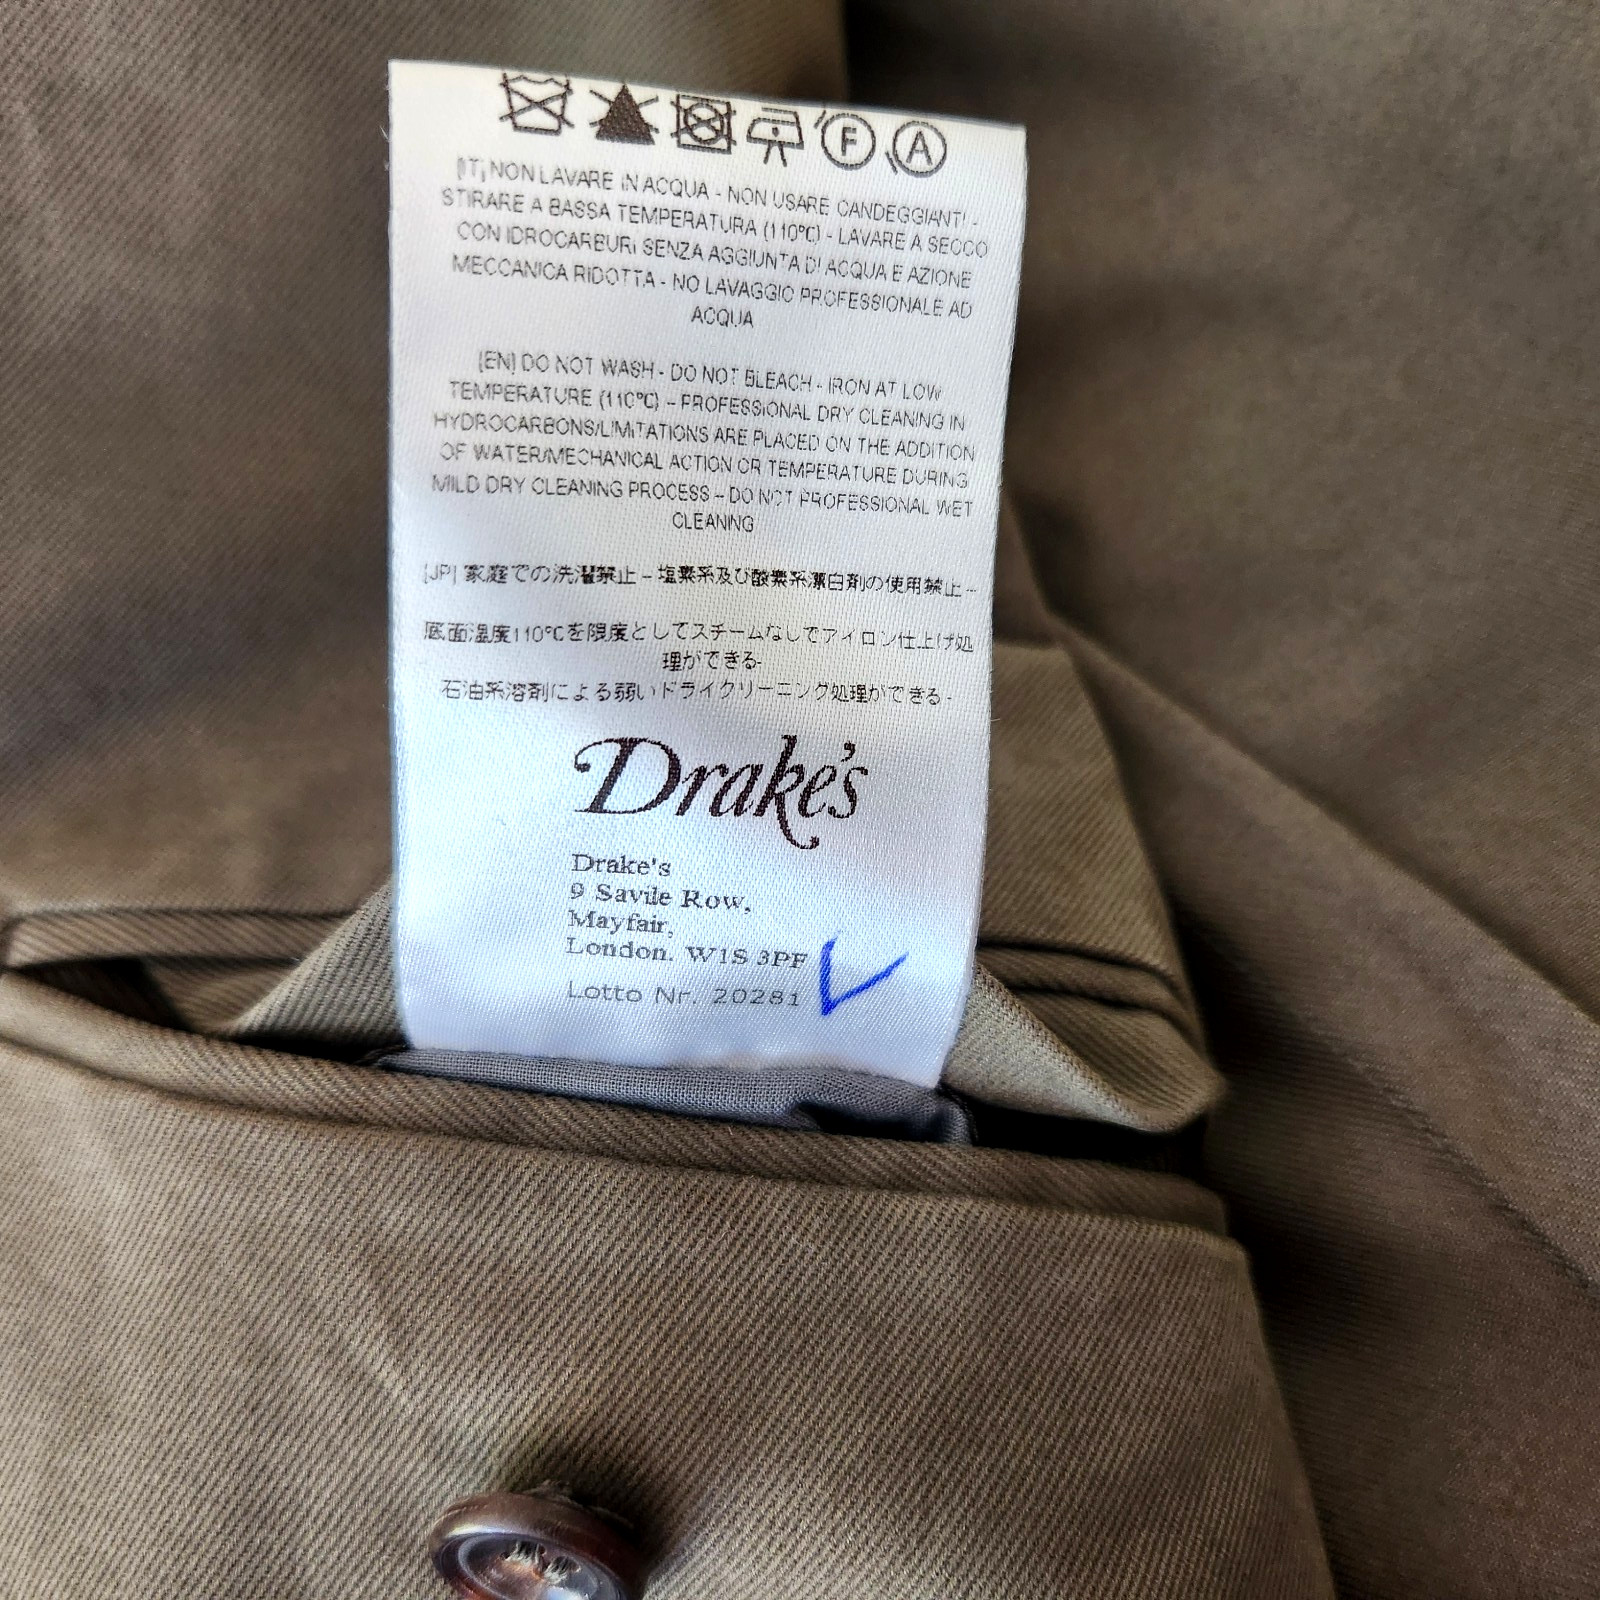 F A
[IT] NON LAVARE IN ACQUA - NON USARE CANDEGGIANTI -
STIRARE A BASSA TEMPERATURA (110°C) - LAVARE A SECCO
CON IDROCARBURI SENZA AGGIUNTA DI ACQUA E AZIONE
MECCANICA RIDOTTA - NO LAVAGGIO PROFESSIONALE AD
ACQUA
[EN] DO NOT WASH - DO NOT BLEACH - IRON AT LOW
TEMPERATURE (110°C) – PROFESSIONAL DRY CLEANING IN
HYDROCARBONS/LIMITATIONS ARE PLACED ON THE ADDITION
OF WATER/MECHANICAL ACTION OR TEMPERATURE DURING
MILD DRY CLEANING PROCESS – DO NOT PROFESSIONAL WET
CLEANING
[JP] 家庭での洗濯禁止 – 塩素系及び酸素系漂白剤の使用禁止 –
底面温度110°Cを限度としてスチームなしでアイロン仕上げ処
理ができる-
石油系溶剤による弱いドライクリーニング処理ができる -
Drake's
Drake's
9 Savile Row,
Mayfair,
London. W1S 3PF
Lotto Nr. 20281